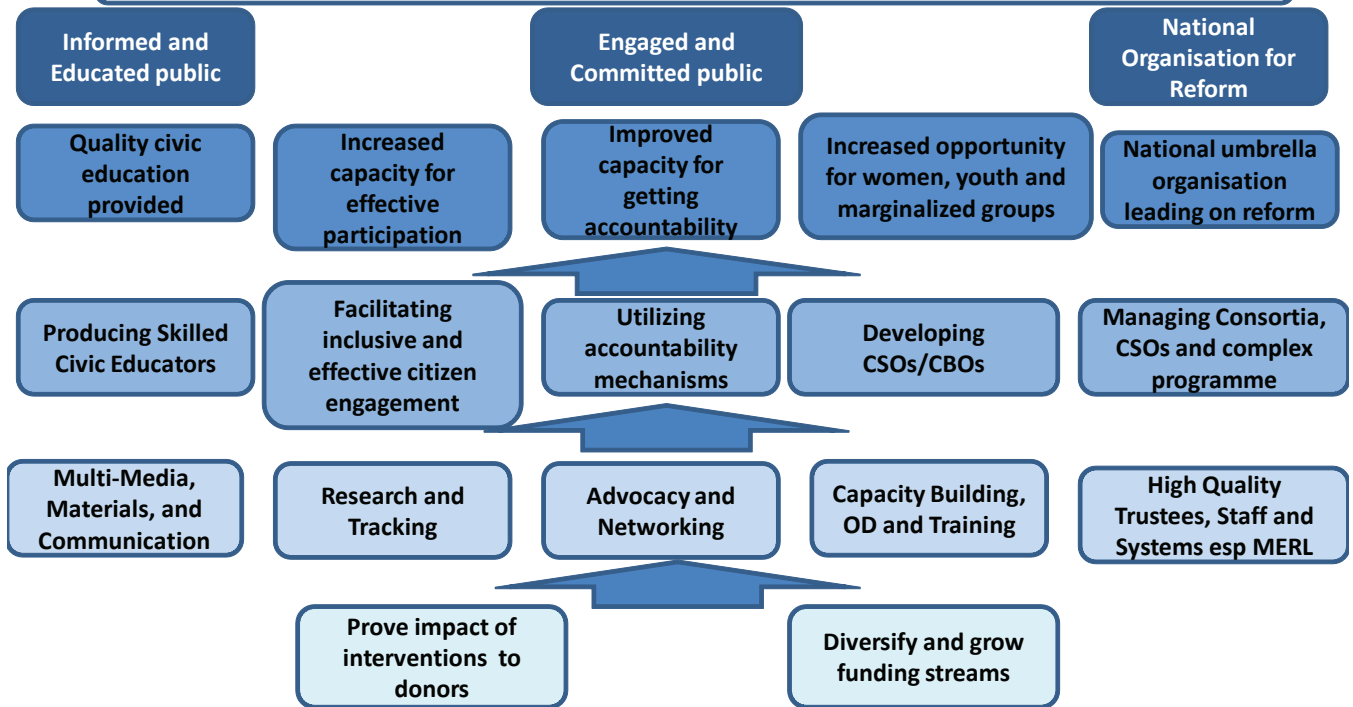 Informed and
Educated public
Engaged and
Committed public
National
Organisation for
Reform
Quality civic
education
provided
Increased
capacity for
effective
participation
Improved
capacity for
getting
accountability
Increased opportunity
for women, youth and
marginalized groups
National umbrella
organisation
leading on reform
Producing Skilled
Civic Educators
Facilitating
inclusive and
effective citizen
engagement
Utilizing
accountability
mechanisms
Developing
CSOs/CBOs
Managing Consortia,
CSOs and complex
programme
Multi-Media,
Materials, and
Communication
Research and
Tracking
Advocacy and
Networking
Capacity Building,
OD and Training
High Quality
Trustees, Staff and
Systems esp MERL
Prove impact of
interventions to
donors
Diversify and grow
funding streams